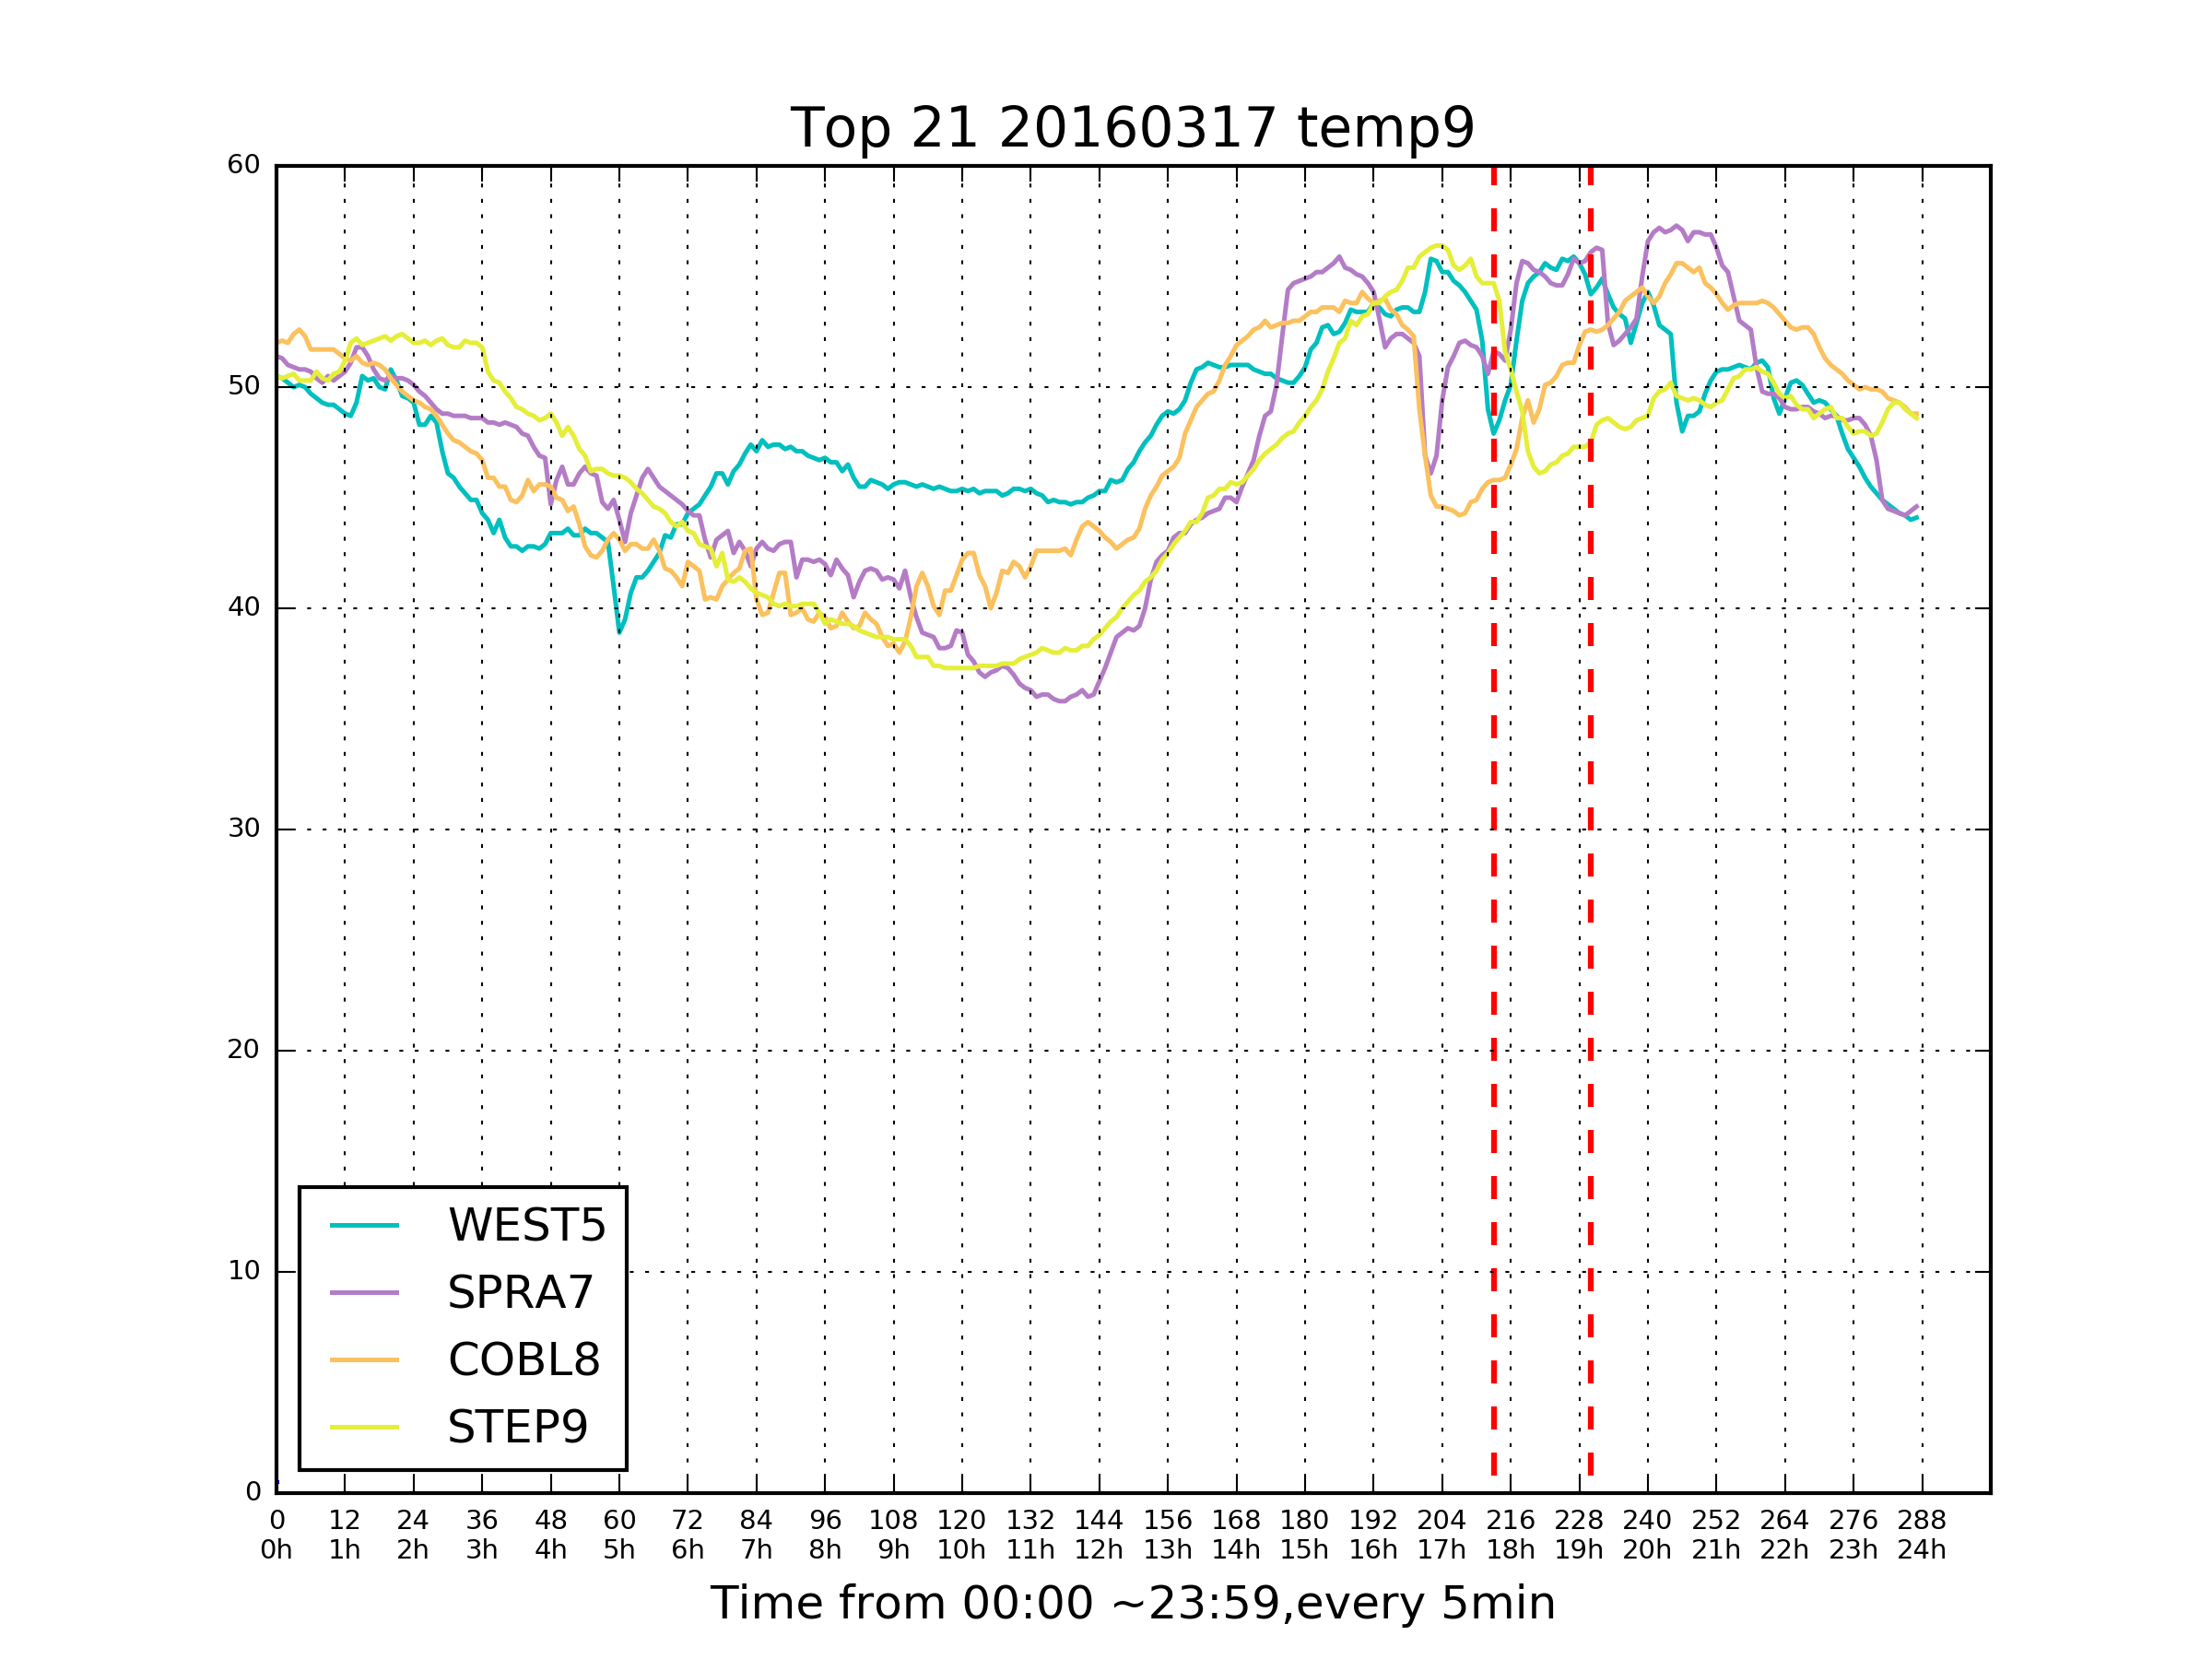 Top 21 20160317 temp9
60
50
40
30
20
10
0
WEST5
SPRA7
COBL8
STEP9
0 12 24 36 48 60 72 84 96 108 120 132 144 156 168 180 192 204 216 228 240 252 264 276 288
0h 1h 2h 3h 4h 5h 6h 7h 8h 9h 10h 11h 12h 13h 14h 15h 16h 17h 18h 19h 20h 21h 22h 23h 24h
Time from 00:00 ~23:59,every 5min